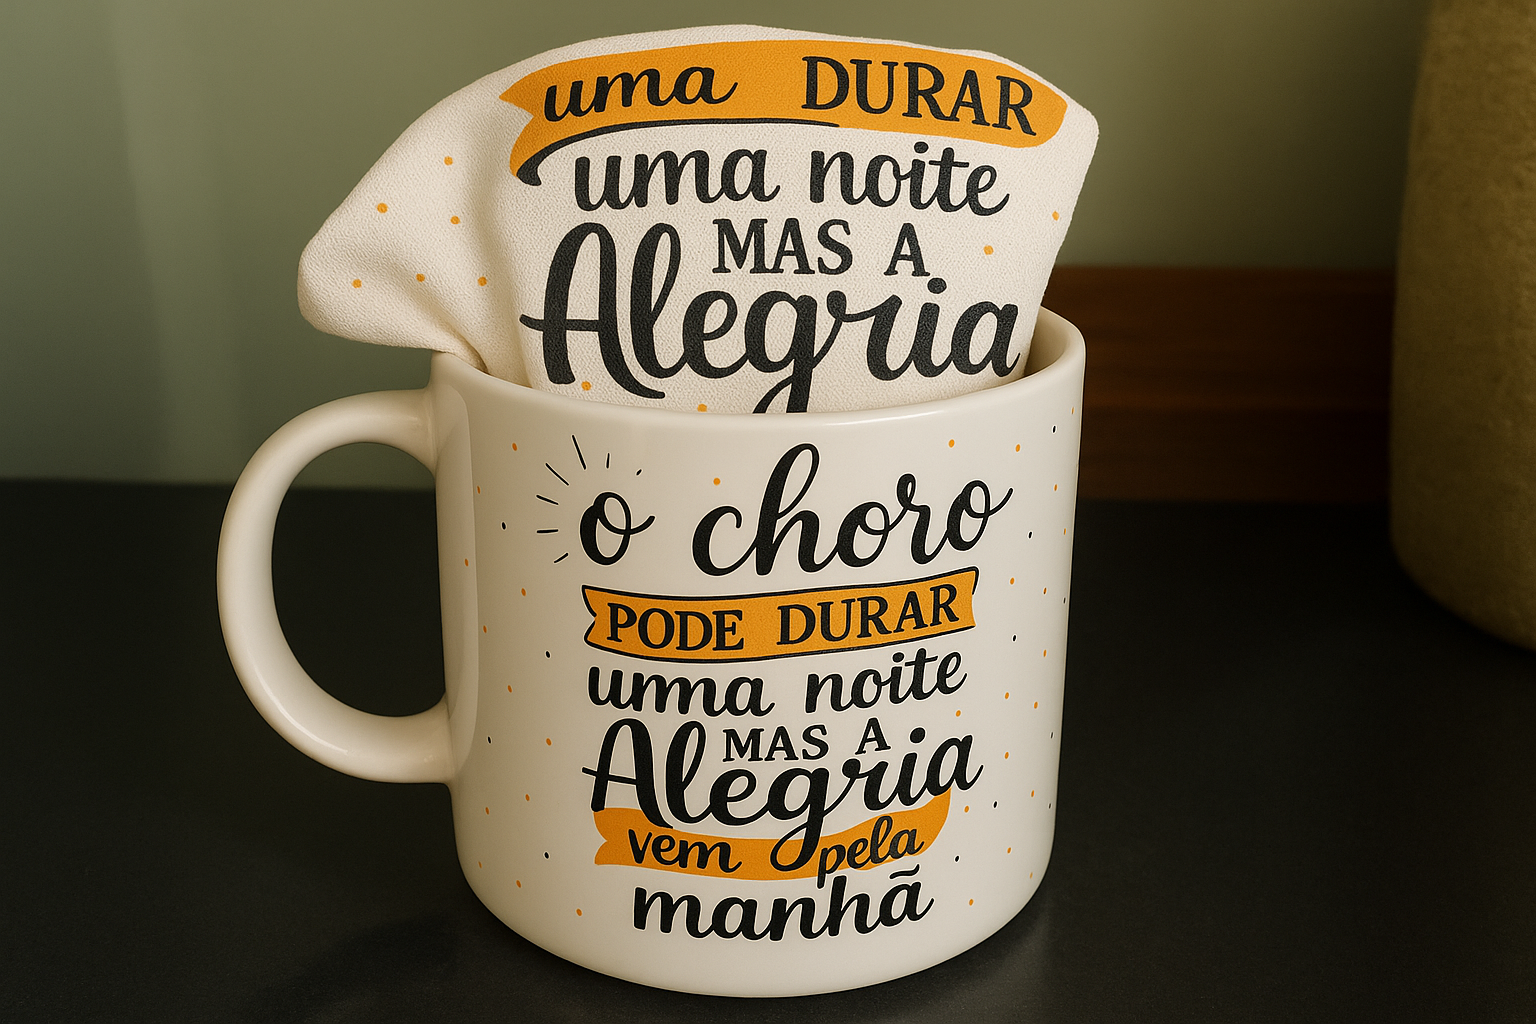 uma DURAR
uma noite
MAS A
Alegria
o choro
PODE DURAR
uma noite
MAS A
Alegria
vem pela
manhã